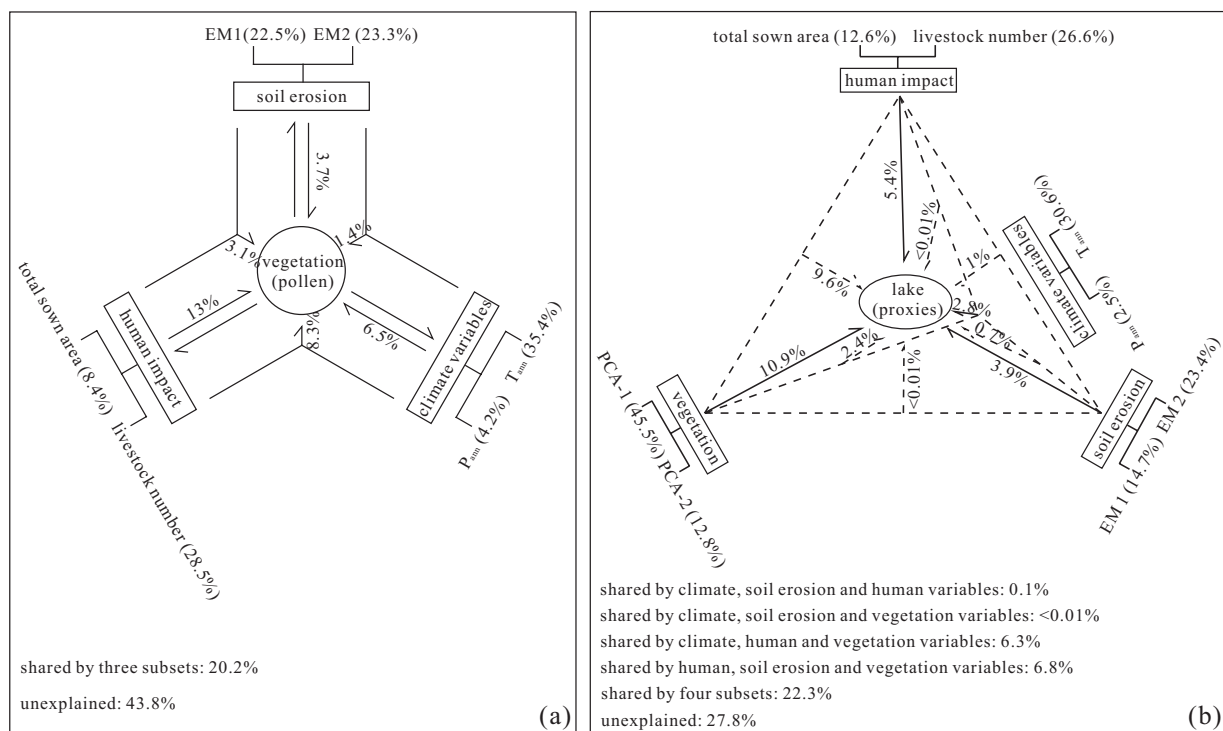 EM1(22.5%) EM2 (23.3%)
soil erosion
3.7%
3.1%
1.4%
vegetation
(pollen)
13%
8.3%
6.5%
human impact
total sown area (8.4%)
livestock number (28.5%)
climate variables
Tann (35.4%)
Pann (4.2%)
shared by three subsets: 20.2%
unexplained: 43.8%
(a)
total sown area (12.6%) livestock number (26.6%)
human impact
5.4%
<0.01%
9.6%
1%
climate variables
Tann (30.6%)
Pann (2.5%)
lake
(proxies)
2.8%
0.7%
10.9%
2.4%
3.9%
<0.01%
vegetation
PCA-1 (45.5%) PCA-2 (12.8%)
soil erosion
EM1 (14.7%) EM 2 (23.4%)
shared by climate, soil erosion and human variables: 0.1%
shared by climate, soil erosion and vegetation variables: <0.01%
shared by climate, human and vegetation variables: 6.3%
shared by human, soil erosion and vegetation variables: 6.8%
shared by four subsets: 22.3%
unexplained: 27.8%
(b)